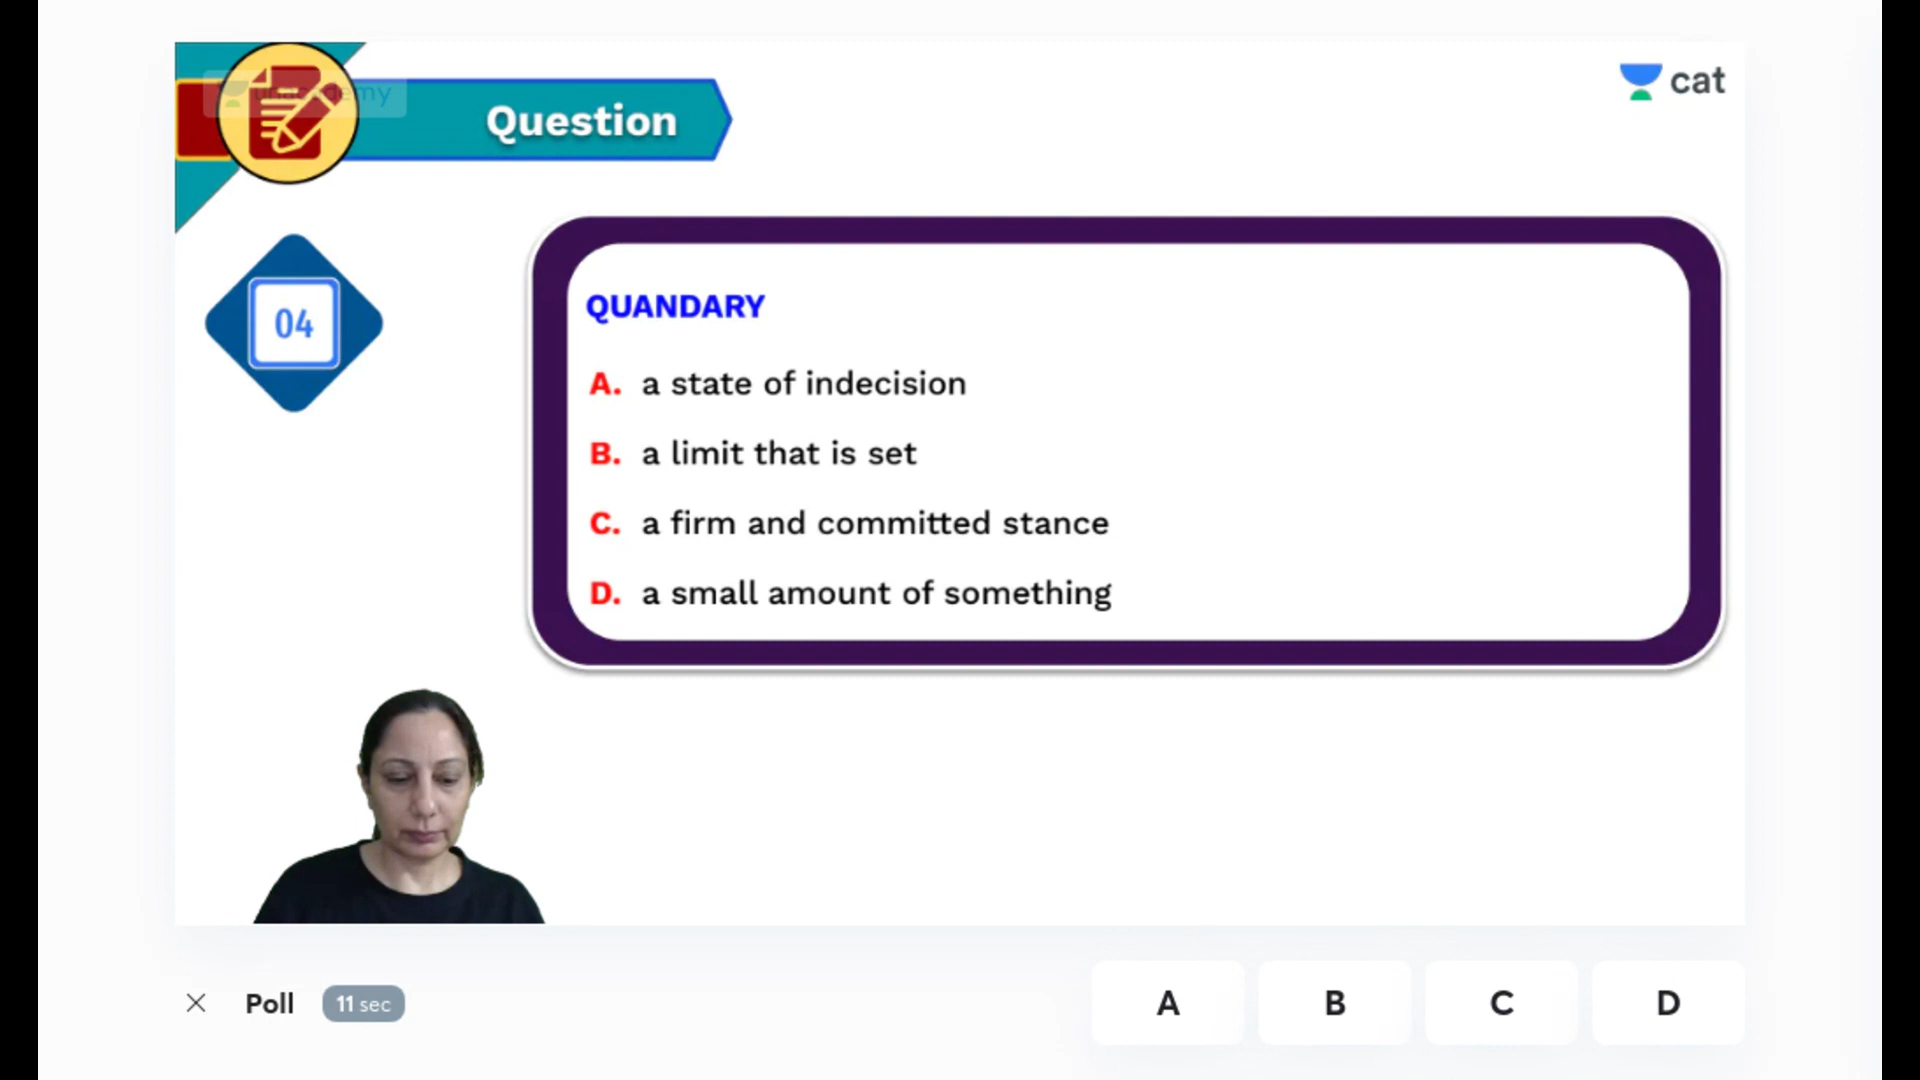 unacademy
Question
cat
04
QUANDARY
A. a state of indecision
B. a limit that is set
C. a firm and committed stance
D. a small amount of something
Poll 11 sec
A B C D